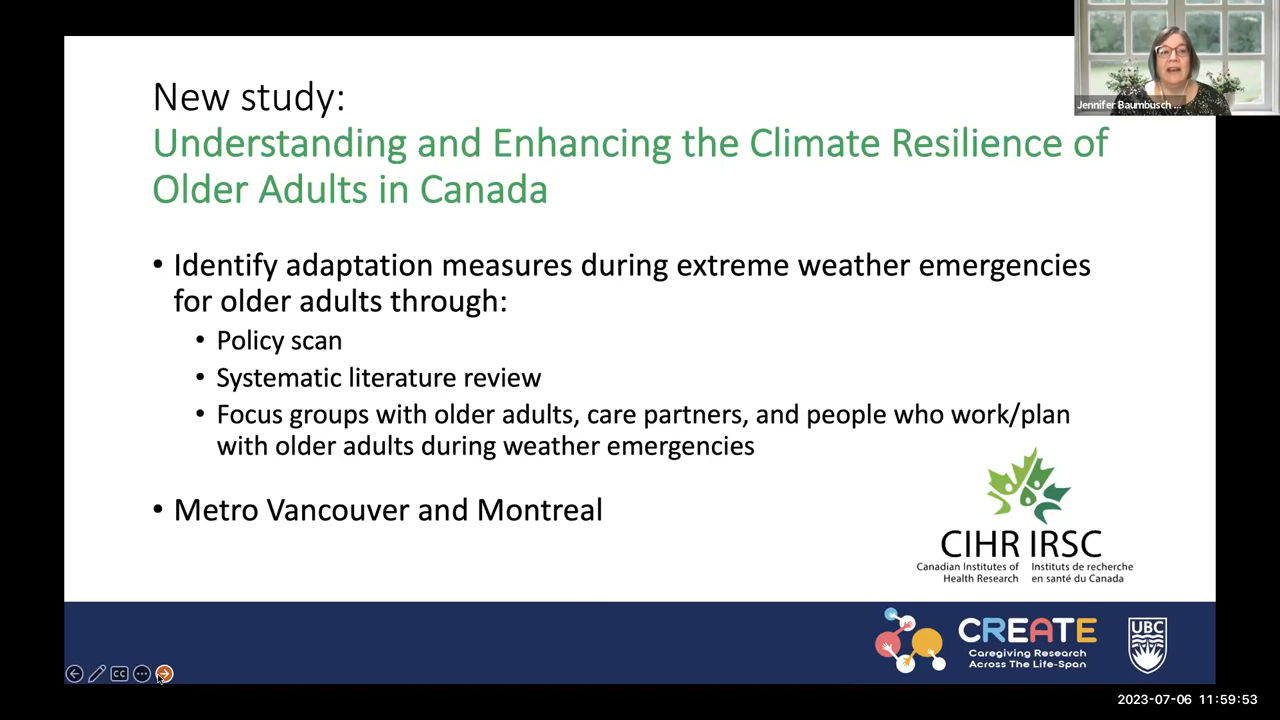 New study:
Understanding and Enhancing the Climate Resilience of
Older Adults in Canada
Jennifer Baumbusch ...
• Identify adaptation measures during extreme weather emergencies
for older adults through:
• Policy scan
• Systematic literature review
• Focus groups with older adults, care partners, and people who work/plan
with older adults during weather emergencies
• Metro Vancouver and Montreal
CIHR IRSC
Canadian Institutes of Health Research
Instituts de recherche en santé du Canada
CREATE
Caregiving Research
Across The Life-Span
UBC
CC
2023-07-06 11:59:53